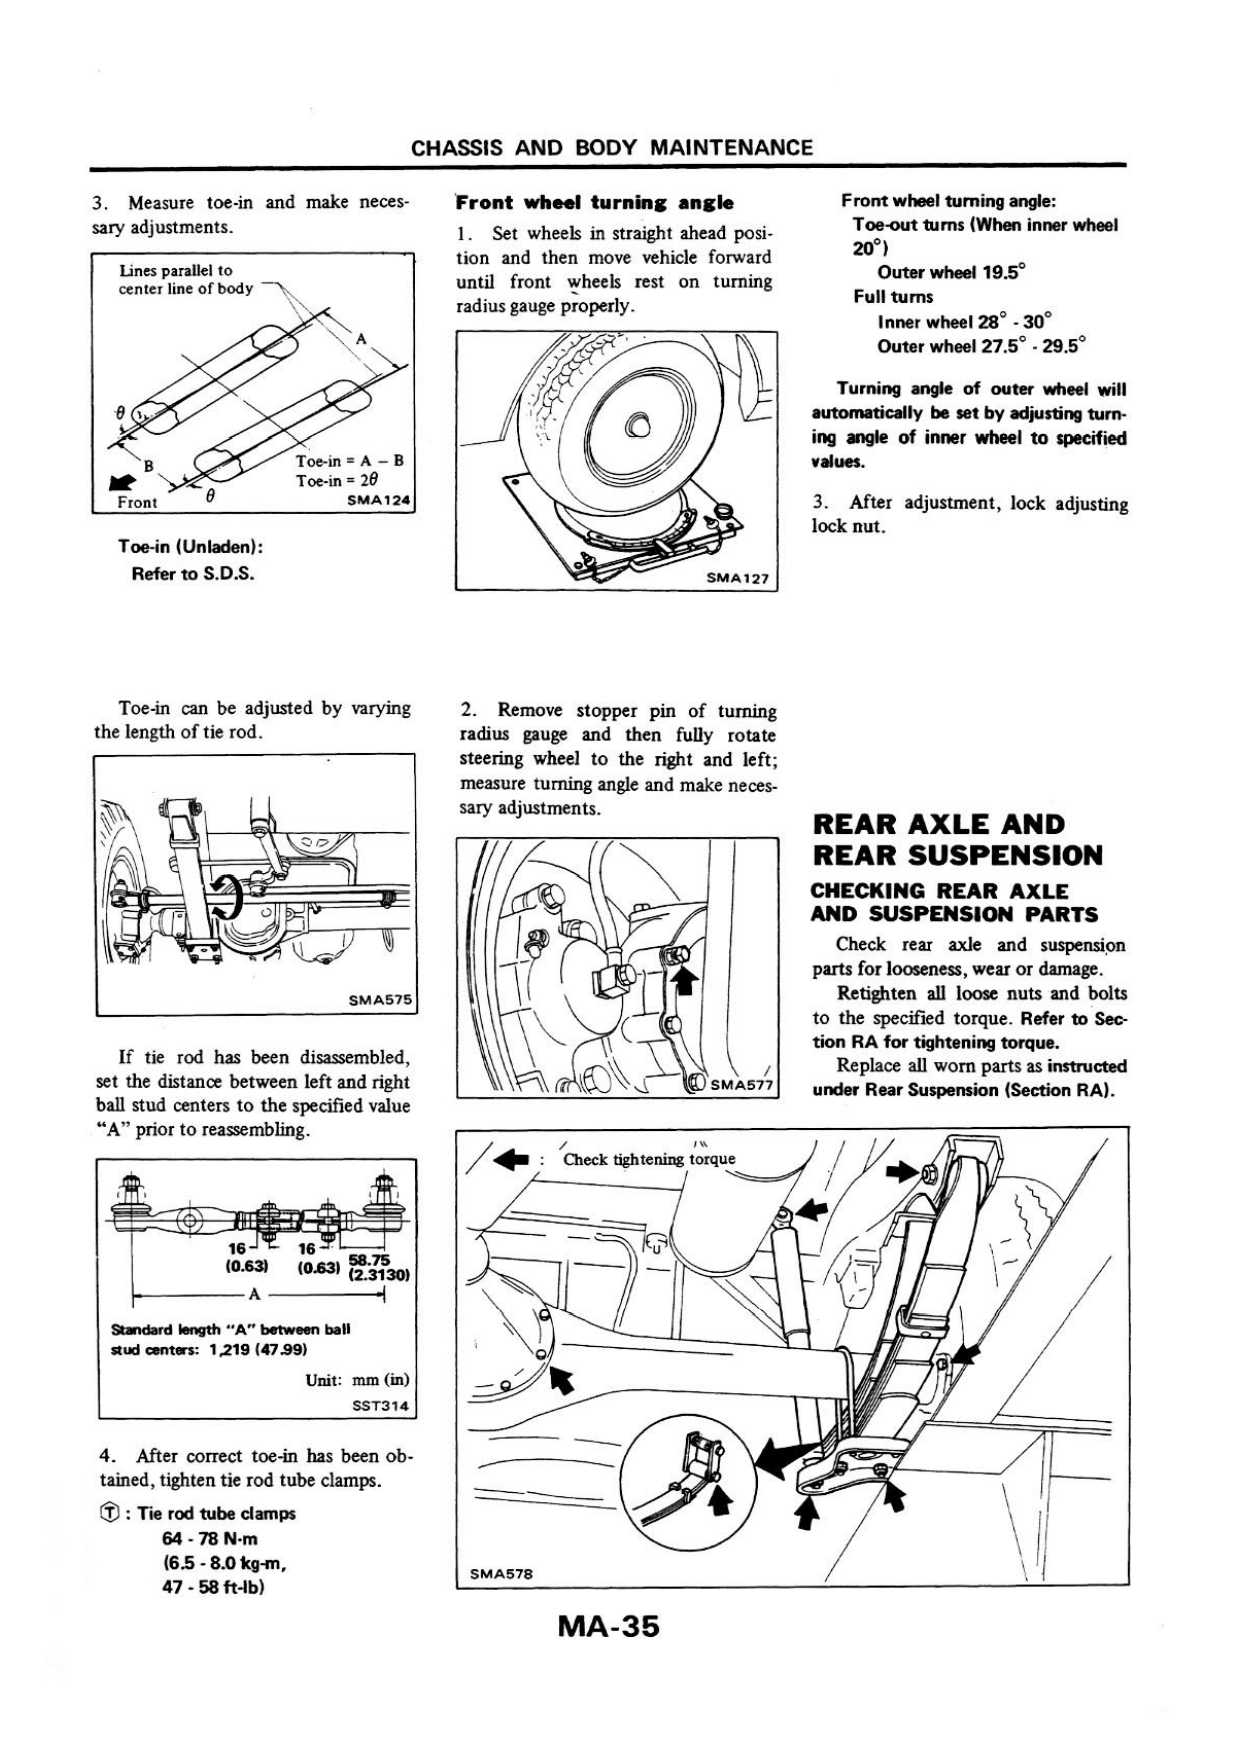 CHASSIS AND BODY MAINTENANCE
3. Measure toe-in and make neces-
sary adjustments.
Lines parallel to
center line of body
A
θ
B
Toe-in = A – B
Toe-in = 2θ
θ
Front
SMA124
Toe-in (Unladen):
Refer to S.D.S.
Toe-in can be adjusted by varying
the length of tie rod.
SMA575
If tie rod has been disassembled,
set the distance between left and right
ball stud centers to the specified value
“A” prior to reassembling.
16
(0.63)
16
(0.63)
58.75
(2.3130)
A
Standard length “A” between ball
stud centers: 1,219 (47.99)
Unit: mm (in)
SST314
4. After correct toe-in has been ob-
tained, tighten tie rod tube clamps.
Ⓣ : Tie rod tube clamps
64 - 78 N·m
(6.5 - 8.0 kg-m,
47 - 58 ft-lb)
Front wheel turning angle
1. Set wheels in straight ahead posi-
tion and then move vehicle forward
until front wheels rest on turning
radius gauge properly.
SMA127
2. Remove stopper pin of turning
radius gauge and then fully rotate
steering wheel to the right and left;
measure turning angle and make neces-
sary adjustments.
SMA577
Front wheel turning angle:
Toe-out turns (When inner wheel
20°)
Outer wheel 19.5°
Full turns
Inner wheel 28° - 30°
Outer wheel 27.5° - 29.5°
Turning angle of outer wheel will
automatically be set by adjusting turn-
ing angle of inner wheel to specified
values.
3. After adjustment, lock adjusting
lock nut.
REAR AXLE AND
REAR SUSPENSION
CHECKING REAR AXLE
AND SUSPENSION PARTS
Check rear axle and suspension
parts for looseness, wear or damage.
Retighten all loose nuts and bolts
to the specified torque. Refer to Sec-
tion RA for tightening torque.
Replace all worn parts as instructed
under Rear Suspension (Section RA).
: Check tightening torque
SMA578
MA-35